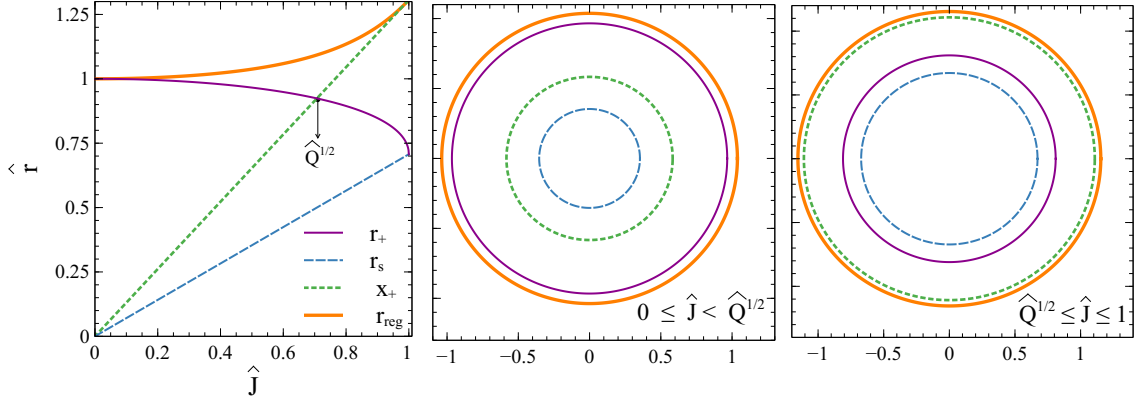 r̂
1.25
1
0.75
0.5
0.25
0
0 0.2 0.4 0.6 0.8 1
Ĵ
Q̂^{1/2}
r₊
r_s
x₊
r_reg
−1 −0.5 0 0.5 1
0 ≤ Ĵ < Q̂^{1/2}
−1 −0.5 0 0.5 1
Q̂^{1/2} ≤ Ĵ ≤ 1